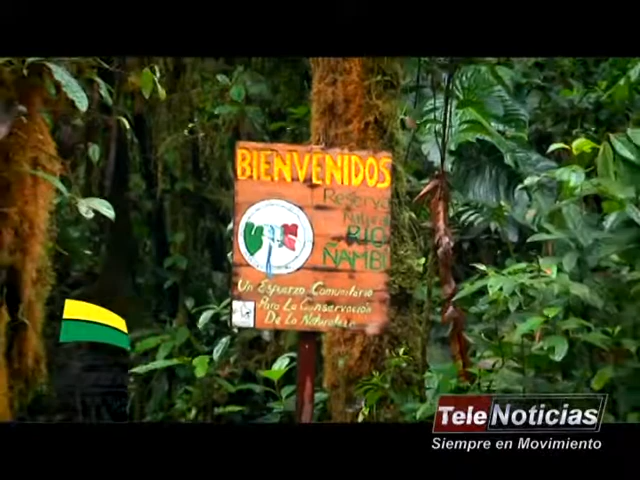 BIENVENIDOS
Reserva
Natural
RIO
ÑAMBI
Un Esfuerzo Comunitario
Para La Conservación
De La Naturaleza
TeleNoticias
Siempre en Movimiento